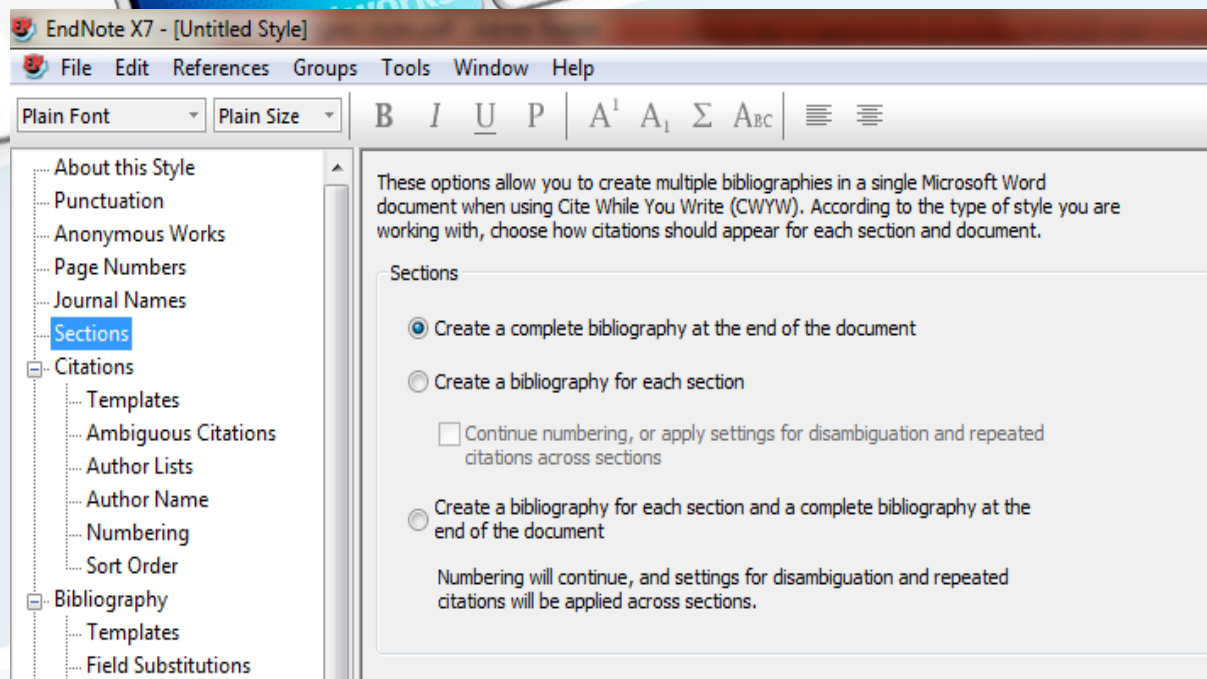 works
EndNote X7 - [Untitled Style]
File Edit References Groups Tools Window Help
Plain Font Plain Size B I U P A1 A1 Σ ABC
About this Style
Punctuation
Anonymous Works
Page Numbers
Journal Names
Sections
Citations
Templates
Ambiguous Citations
Author Lists
Author Name
Numbering
Sort Order
Bibliography
Templates
Field Substitutions
These options allow you to create multiple bibliographies in a single Microsoft Word
document when using Cite While You Write (CWYW). According to the type of style you are
working with, choose how citations should appear for each section and document.
Sections
Create a complete bibliography at the end of the document
Create a bibliography for each section
Continue numbering, or apply settings for disambiguation and repeated
citations across sections
Create a bibliography for each section and a complete bibliography at the
end of the document
Numbering will continue, and settings for disambiguation and repeated
citations will be applied across sections.